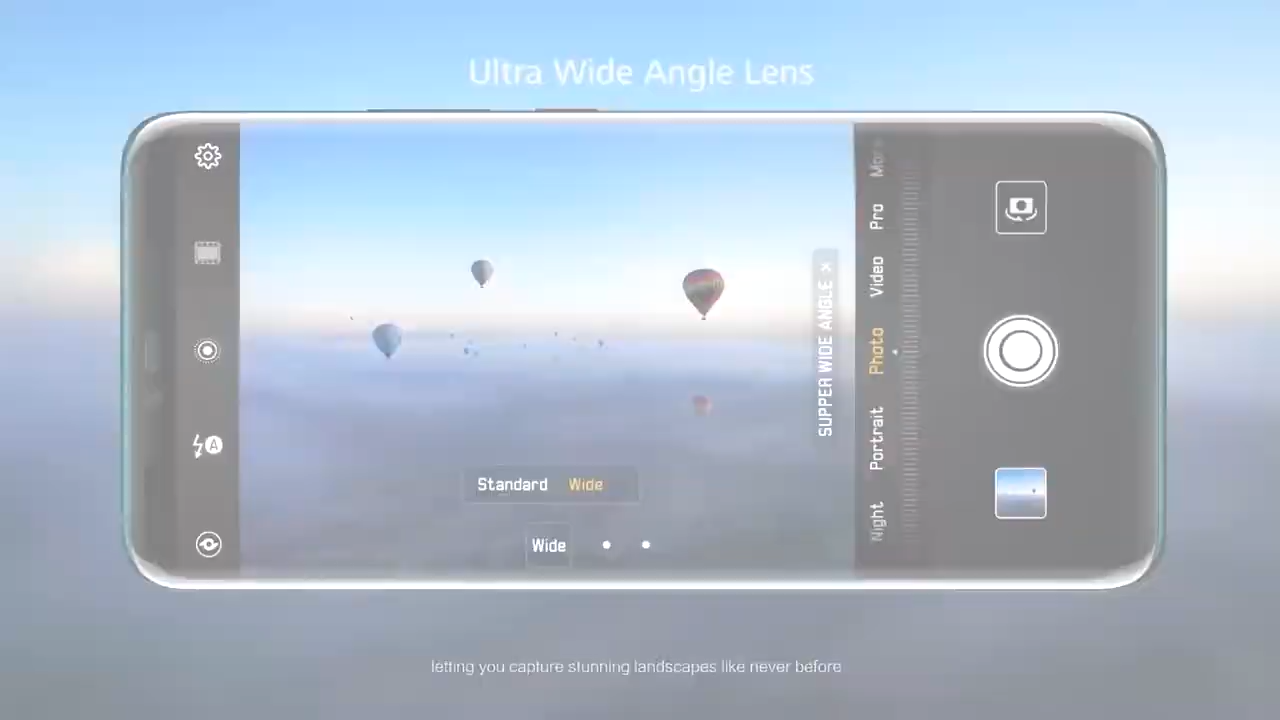 Ultra Wide Angle Lens
More
Pro
Video
Photo
Portrait
Night
SUPPER WIDE ANGLE X
A
Standard Wide
Wide
letting you capture stunning landscapes like never before